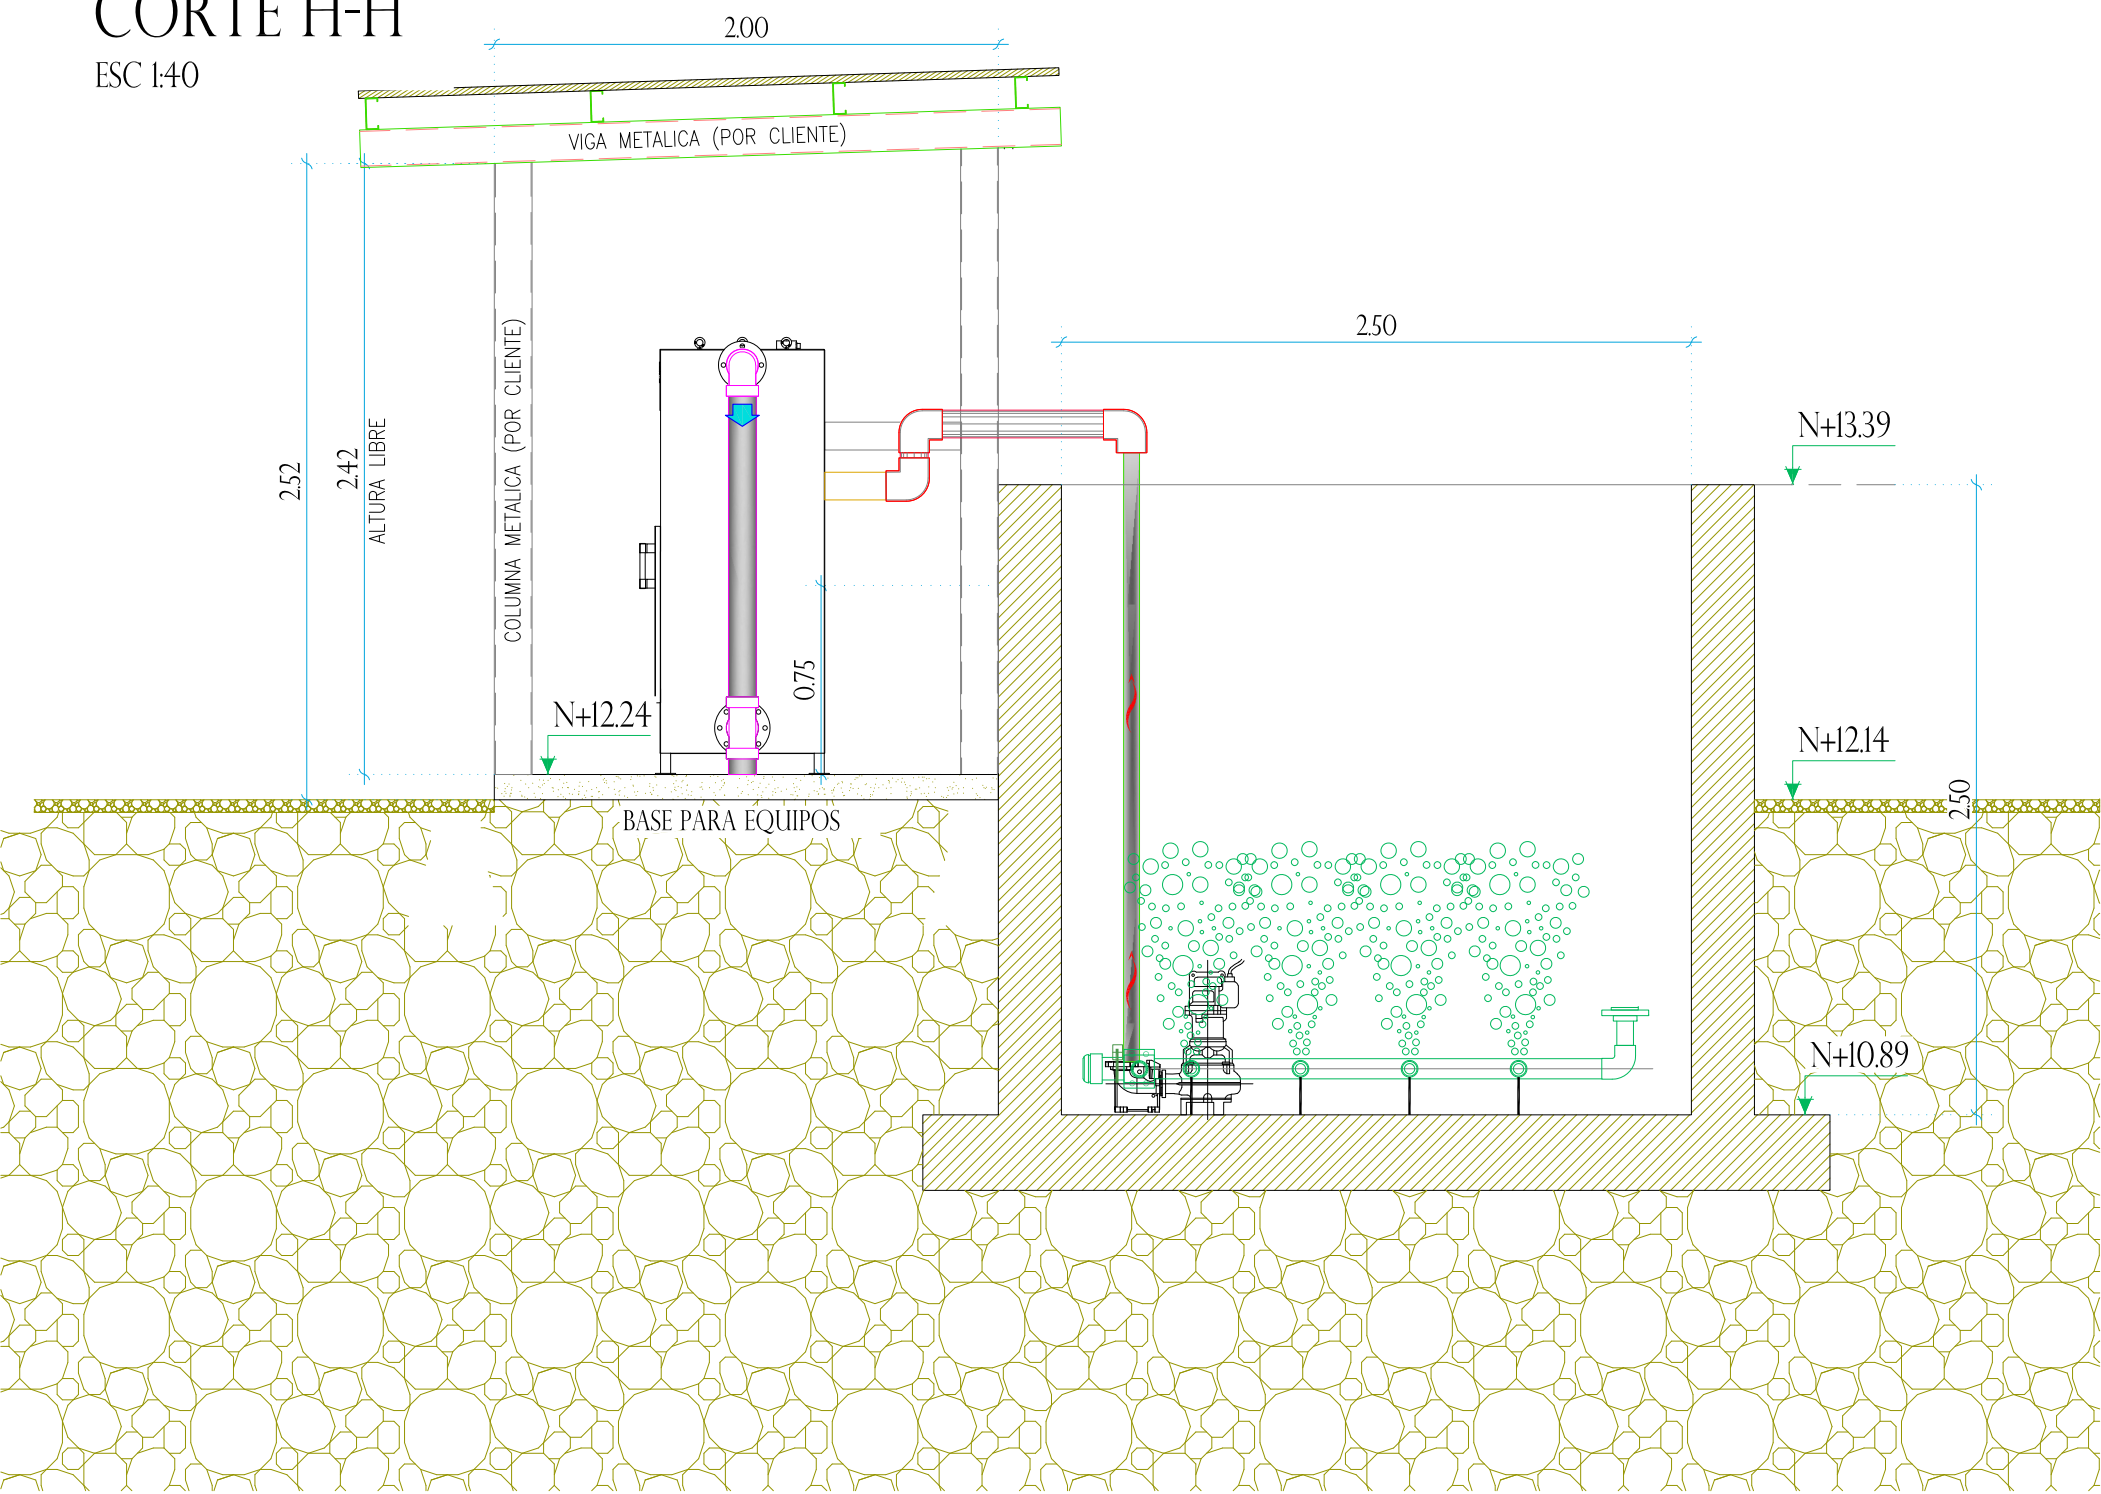 CORTE H-H
ESC 1:40
2.00
VIGA METALICA (POR CLIENTE)
2.52
2.42
ALTURA LIBRE
COLUMNA METALICA (POR CLIENTE)
2.50
N+13.39
0.75
N+12.24
N+12.14
2.50
BASE PARA EQUIPOS
N+10.89